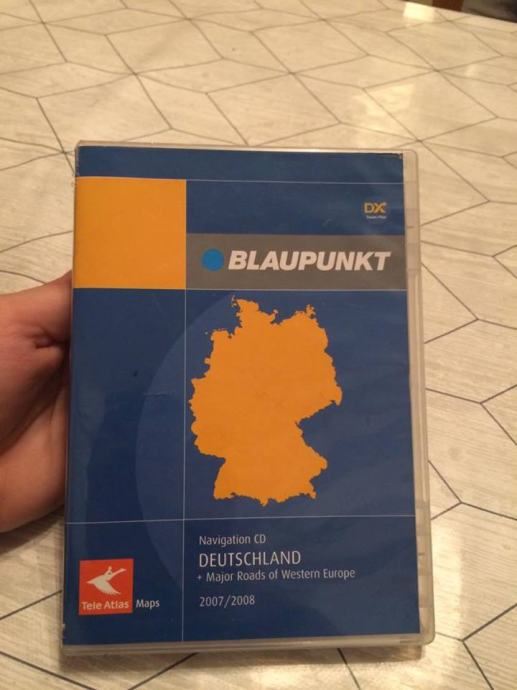 DX
BLAUPUNKT
Navigation CD
DEUTSCHLAND
+ Major Roads of Western Europe
2007/2008
Tele Atlas Maps